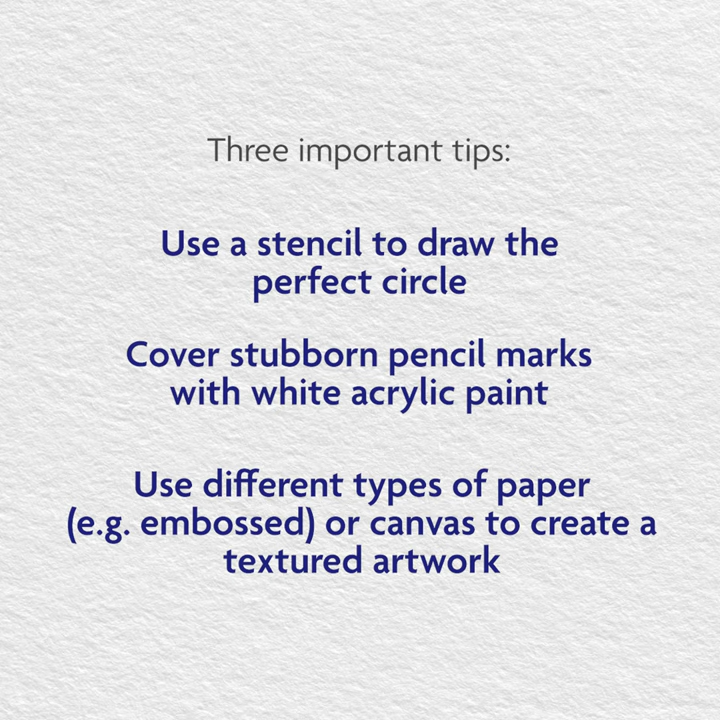 Three important tips:
Use a stencil to draw the
perfect circle
Cover stubborn pencil marks
with white acrylic paint
Use different types of paper
(e.g. embossed) or canvas to create a
textured artwork